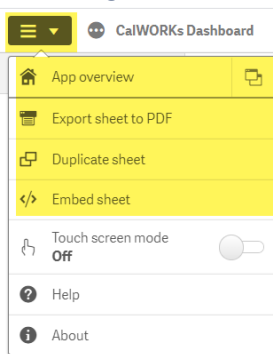 CalWORKs Dashboard
App overview
Export sheet to PDF
Duplicate sheet
Embed sheet
Touch screen mode
Off
Help
About